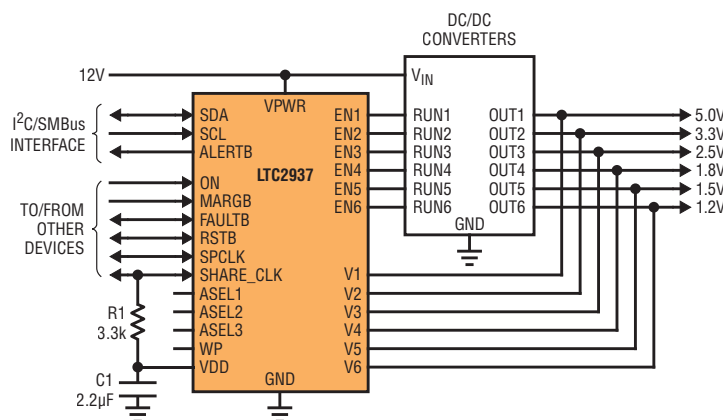 DC/DC
CONVERTERS
12V
VIN
VPWR
I2C/SMBus
INTERFACE
SDA
SCL
ALERTB
LTC2937
EN1
EN2
EN3
EN4
EN5
EN6
RUN1
RUN2
RUN3
RUN4
RUN5
RUN6
OUT1
OUT2
OUT3
OUT4
OUT5
OUT6
5.0V
3.3V
2.5V
1.8V
1.5V
1.2V
GND
TO/FROM
OTHER
DEVICES
ON
MARGB
FAULTB
RSTB
SPCLK
SHARE_CLK
ASEL1
ASEL2
ASEL3
WP
VDD
V1
V2
V3
V4
V5
V6
R1
3.3k
C1
2.2µF
GND